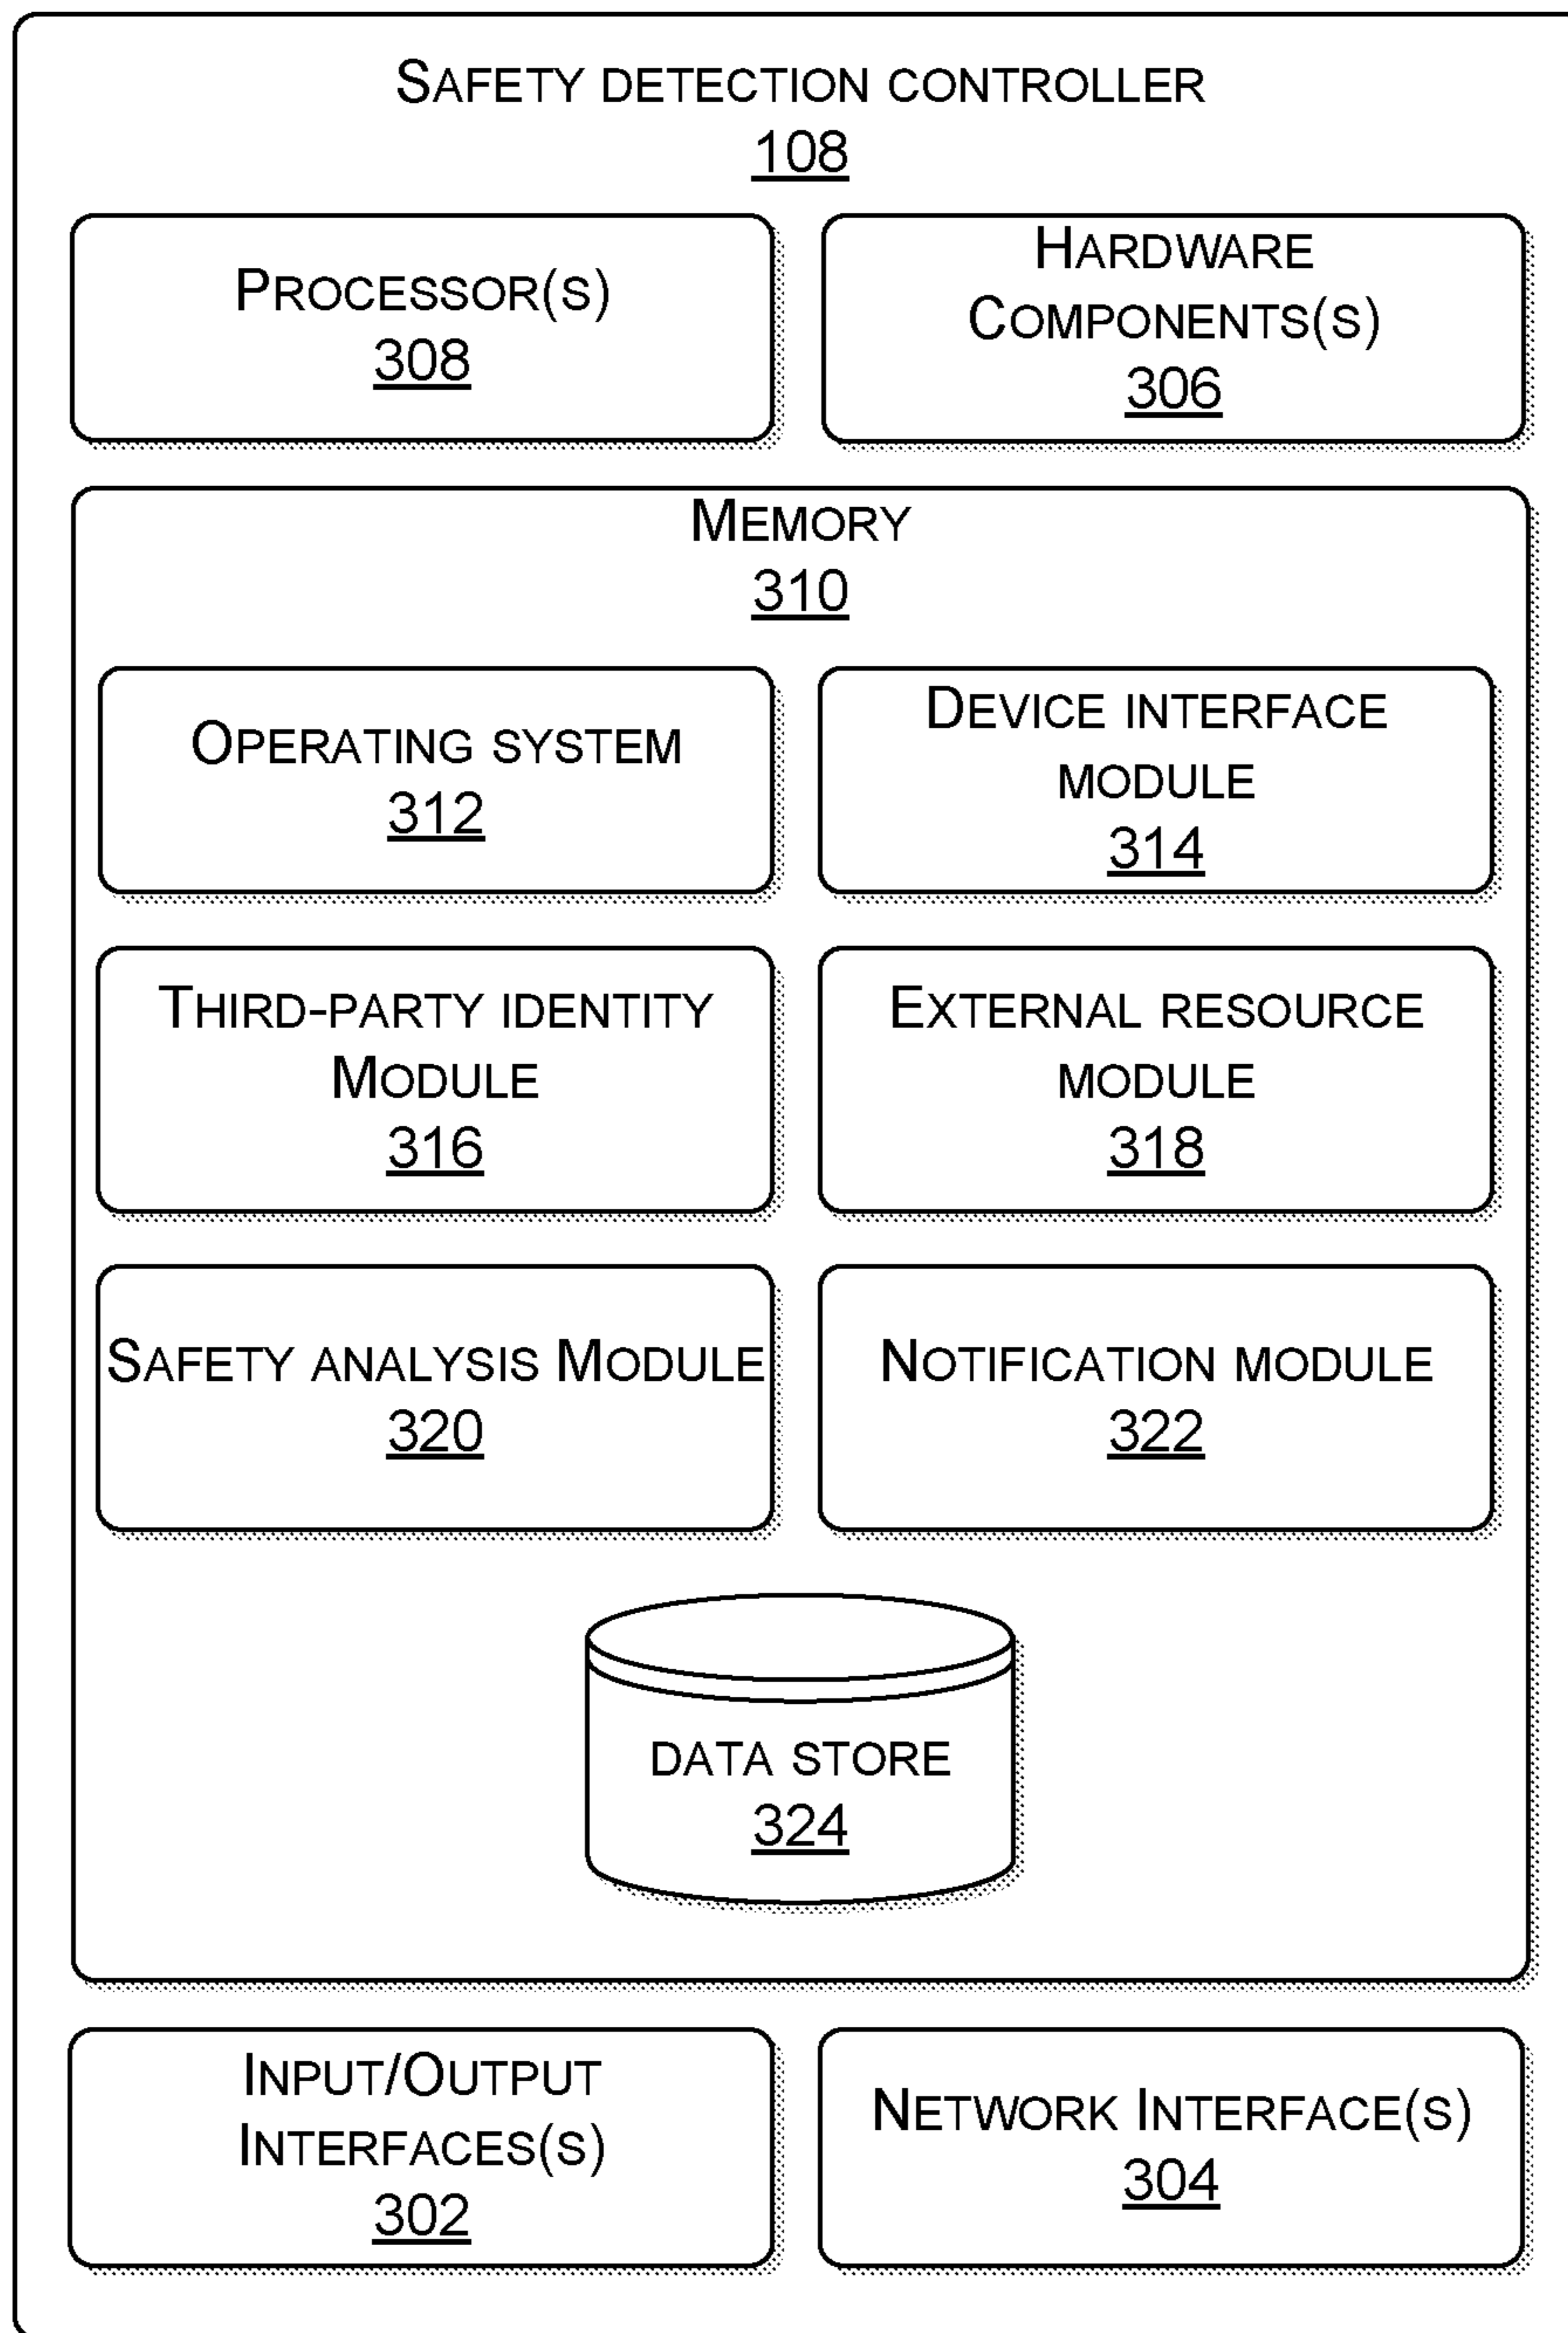 Safety detection controller
108
Processor(s)
308
Hardware
Components(s)
306
Memory
310
Operating system
312
Device interface
module
314
Third-party identity
Module
316
External resource
module
318
Safety analysis Module
320
Notification module
322
data store
324
Input/Output
Interfaces(s)
302
Network Interface(s)
304